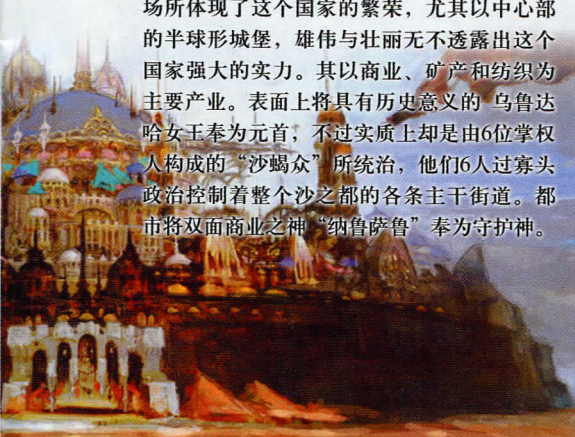 场所体现了这个国家的繁荣，尤其以中心部
的半球形城堡，雄伟与壮丽无不透露出这个
国家强大的实力。其以商业、矿产和纺织为
主要产业。表面上将具有历史意义的 乌鲁达
哈女王奉为元首，不过实质上却是由6位掌权
人构成的“沙蝎众”所统治，他们6人过寡头
政治控制着整个沙之都的各条主干街道。都
市将双面商业之神“纳鲁萨鲁”奉为守护神。